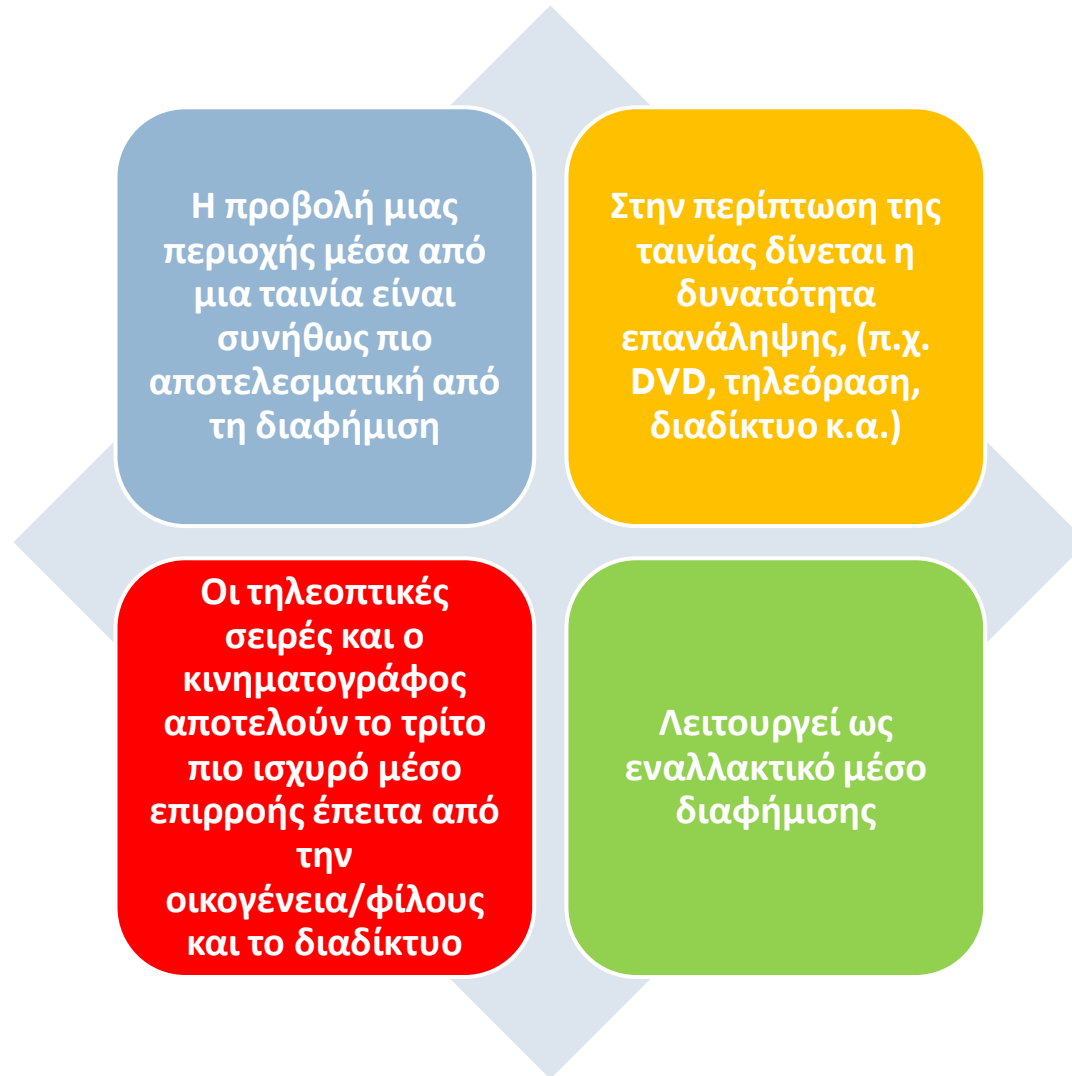 Η προβολή μιας
περιοχής μέσα από
μια ταινία είναι
συνήθως πιο
αποτελεσματική από
τη διαφήμιση
Στην περίπτωση της
ταινίας δίνεται η
δυνατότητα
επανάληψης, (π.χ.
DVD, τηλεόραση,
διαδίκτυο κ.α.)
Οι τηλεοπτικές
σειρές και ο
κινηματογράφος
αποτελούν το τρίτο
πιο ισχυρό μέσο
επιρροής έπειτα από
την
οικογένεια/φίλους
και το διαδίκτυο
Λειτουργεί ως
εναλλακτικό μέσο
διαφήμισης